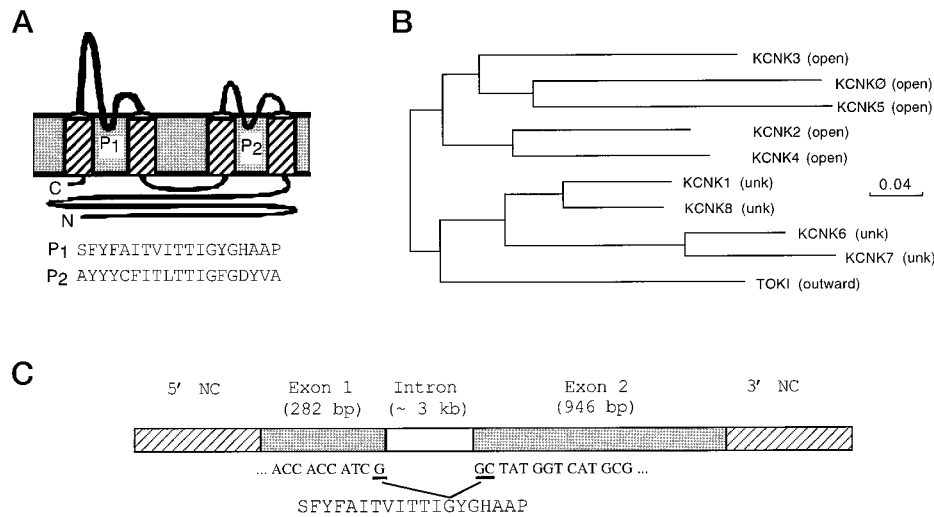 A
P1
P2
C
N
P1 SFYFAITVITTIGYGHAAP
P2 AYYYCFITLTTIGFGDYVA
B
KCNK3 (open)
KCNKØ (open)
KCNK5 (open)
KCNK2 (open)
KCNK4 (open)
KCNK1 (unk)
KCNK8 (unk)
KCNK6 (unk)
KCNK7 (unk)
TOKI (outward)
0.04
C
5' NC
Exon 1
(282 bp)
Intron
(~ 3 kb)
Exon 2
(946 bp)
3' NC
... ACC ACC ATC G
GC TAT GGT CAT GCG ...
SFYFAITVITTIGYGHAAP